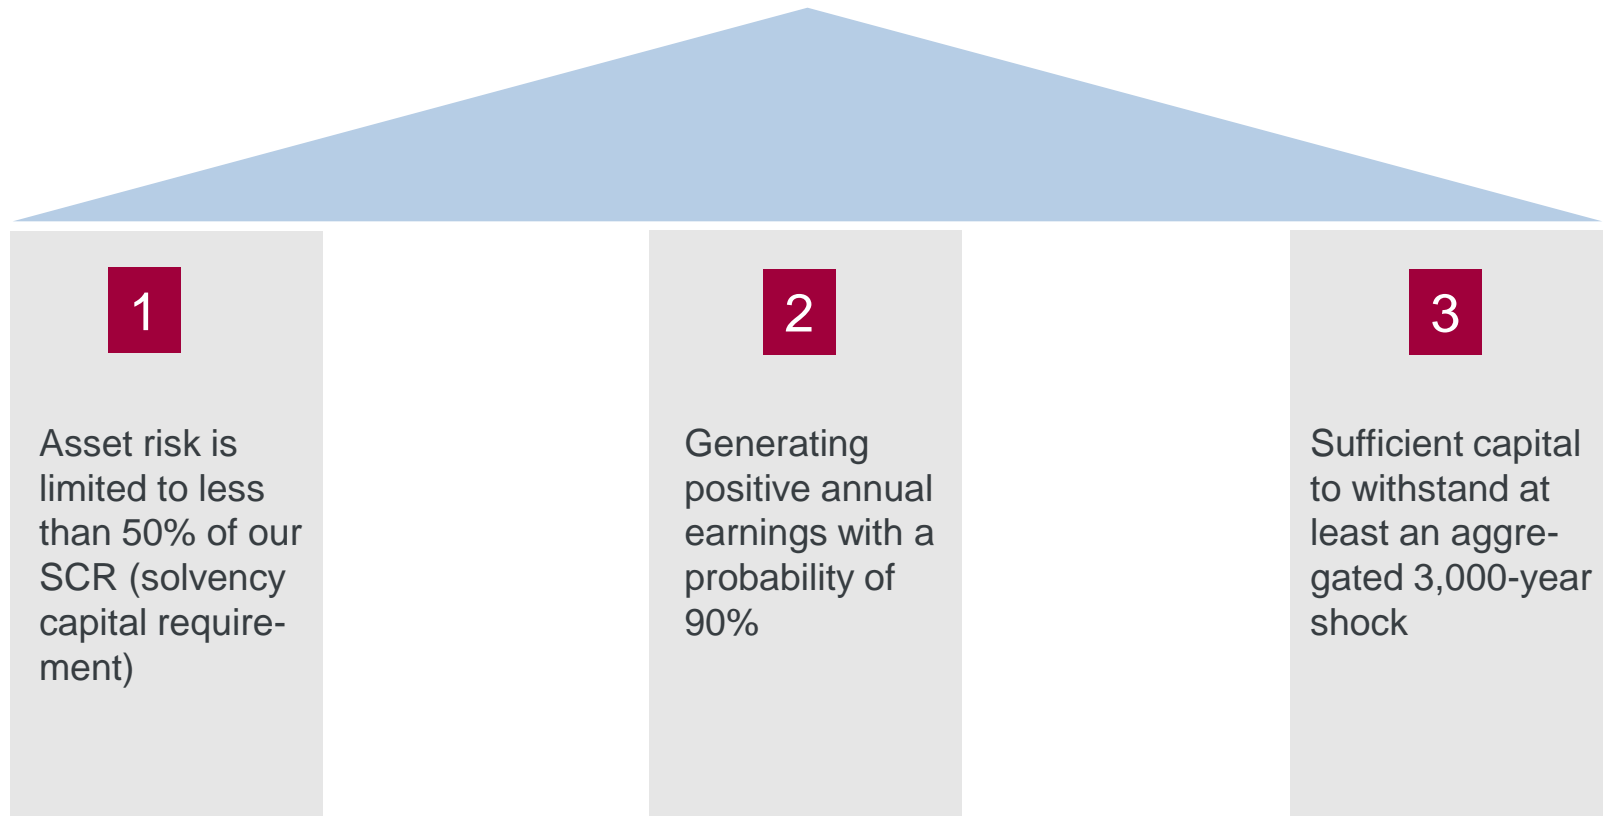 1
Asset risk is
limited to less
than 50% of our
SCR (solvency
capital require-
ment)
2
Generating
positive annual
earnings with a
probability of
90%
3
Sufficient capital
to withstand at
least an aggre-
gated 3,000-year
shock